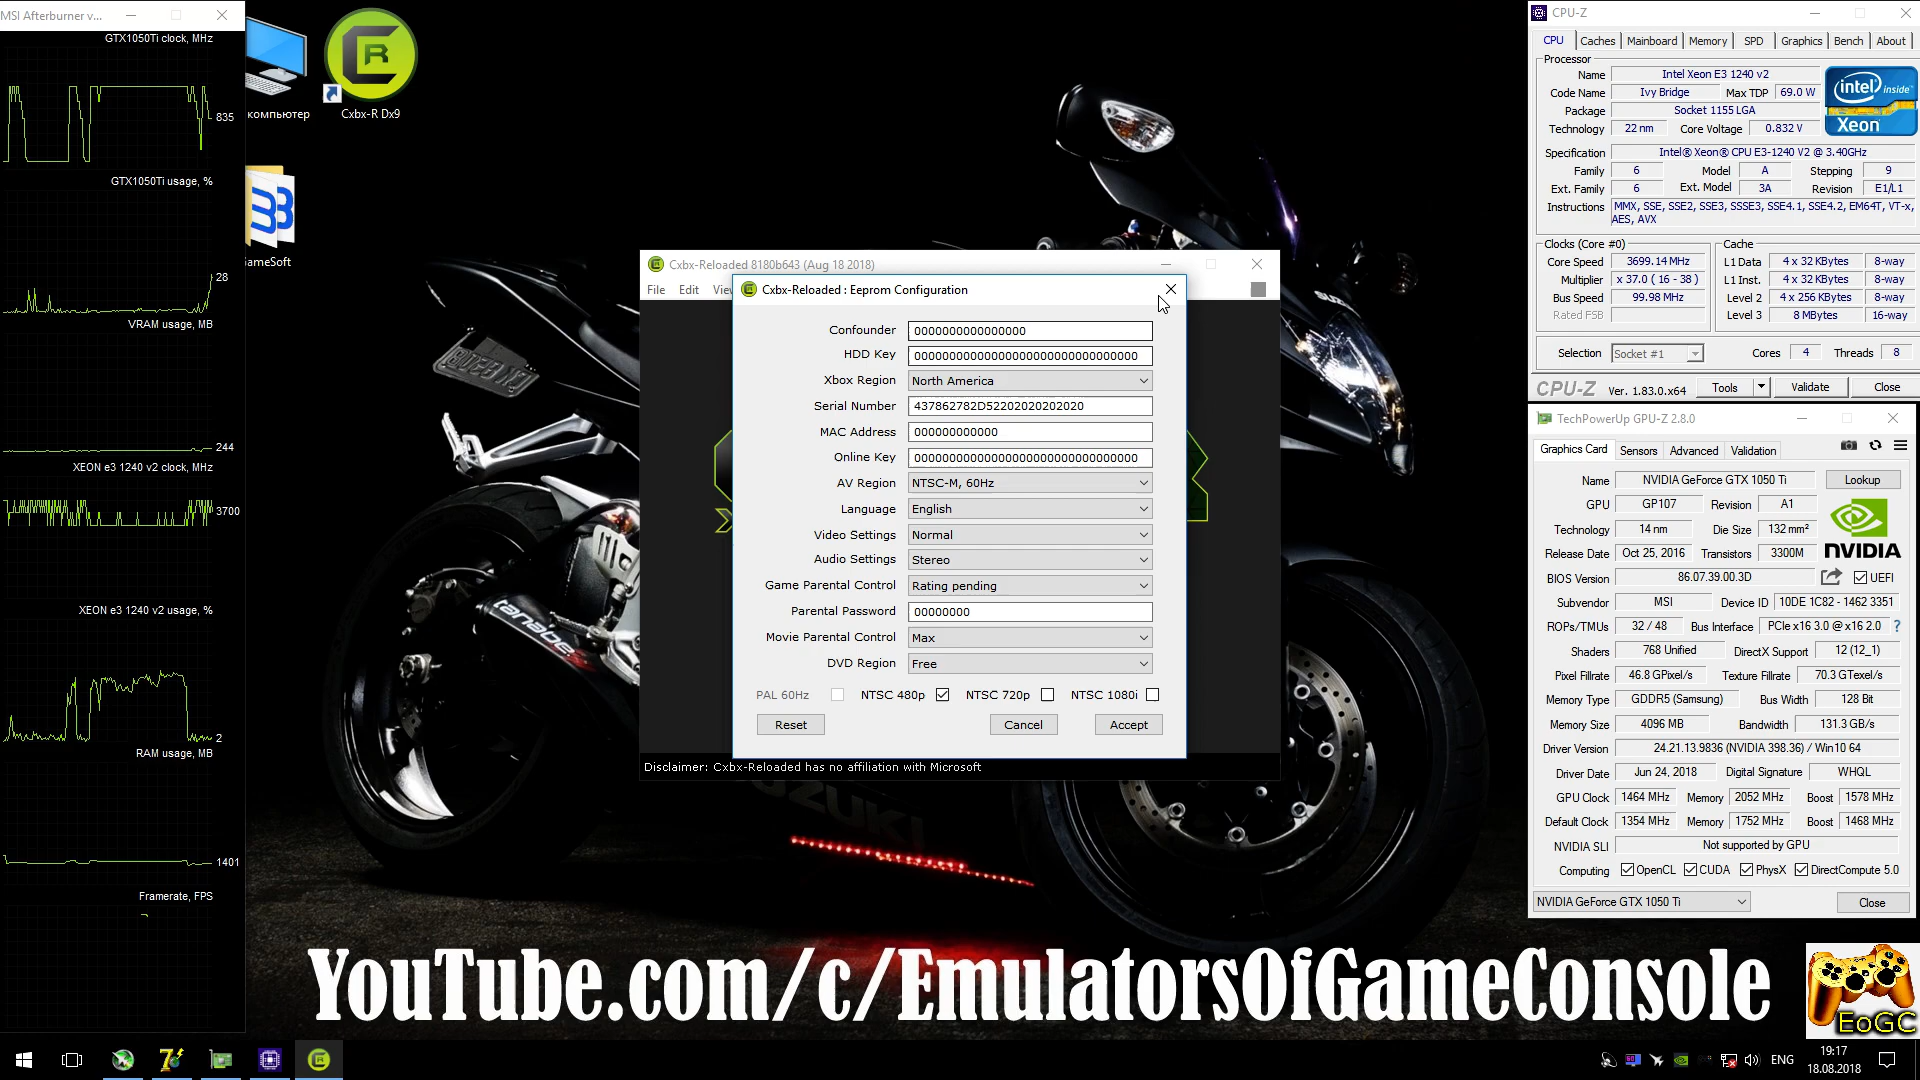 MSI Afterburner v...
GTX1050Ti clock, MHz
835
GTX1050Ti usage, %
28
VRAM usage, MB
244
XEON e3 1240 v2 clock, MHz
3700
XEON e3 1240 v2 usage, %
2
RAM usage, MB
1401
Framerate, FPS
компьютер
R
Cxbx-R Dx9
GameSoft
Cxbx-Reloaded 8180b643 (Aug 18 2018)
File Edit View
Cxbx-Reloaded : Eeprom Configuration
Confounder 0000000000000000
HDD Key 00000000000000000000000000000000
Xbox Region North America
Serial Number 437862782D52202020202020
MAC Address 000000000000
Online Key 00000000000000000000000000000000
AV Region NTSC-M, 60Hz
Language English
Video Settings Normal
Audio Settings Stereo
Game Parental Control Rating pending
Parental Password 00000000
Movie Parental Control Max
DVD Region Free
PAL 60Hz NTSC 480p NTSC 720p NTSC 1080i
Reset Cancel Accept
Disclaimer: Cxbx-Reloaded has no affiliation with Microsoft
SUZUKI
YouTube.com/c/EmulatorsOfGameConsole
EoGC
CPU-Z
CPU Caches Mainboard Memory SPD Graphics Bench About
Processor
Name Intel Xeon E3 1240 v2
Code Name Ivy Bridge Max TDP 69.0 W
Package Socket 1155 LGA
Technology 22 nm Core Voltage 0.832 V
intel inside
Xeon
Specification Intel® Xeon® CPU E3-1240 V2 @ 3.40GHz
Family 6 Model A Stepping 9
Ext. Family 6 Ext. Model 3A Revision E1/L1
Instructions MMX, SSE, SSE2, SSE3, SSSE3, SSE4.1, SSE4.2, EM64T, VT-x,
AES, AVX
Clocks (Core #0) Cache
Core Speed 3699.14 MHz L1 Data 4 x 32 KBytes 8-way
Multiplier x 37.0 ( 16 - 38 ) L1 Inst. 4 x 32 KBytes 8-way
Bus Speed 99.98 MHz Level 2 4 x 256 KBytes 8-way
Rated FSB Level 3 8 MBytes 16-way
Selection Socket #1 Cores 4 Threads 8
CPU-Z Ver. 1.83.0.x64 Tools Validate Close
TechPowerUp GPU-Z 2.8.0
Graphics Card Sensors Advanced Validation
Name NVIDIA GeForce GTX 1050 Ti Lookup
GPU GP107 Revision A1
Technology 14 nm Die Size 132 mm²
Release Date Oct 25, 2016 Transistors 3300M
NVIDIA
BIOS Version 86.07.39.00.3D UEFI
Subvendor MSI Device ID 10DE 1C82 - 1462 3351
ROPs/TMUs 32 / 48 Bus Interface PCIe x16 3.0 @ x16 2.0 ?
Shaders 768 Unified DirectX Support 12 (12_1)
Pixel Fillrate 46.8 GPixel/s Texture Fillrate 70.3 GTexel/s
Memory Type GDDR5 (Samsung) Bus Width 128 Bit
Memory Size 4096 MB Bandwidth 131.3 GB/s
Driver Version 24.21.13.9836 (NVIDIA 398.36) / Win10 64
Driver Date Jun 24, 2018 Digital Signature WHQL
GPU Clock 1464 MHz Memory 2052 MHz Boost 1578 MHz
Default Clock 1354 MHz Memory 1752 MHz Boost 1468 MHz
NVIDIA SLI Not supported by GPU
Computing OpenCL CUDA PhysX DirectCompute 5.0
NVIDIA GeForce GTX 1050 Ti Close
ENG
19:17
18.08.2018